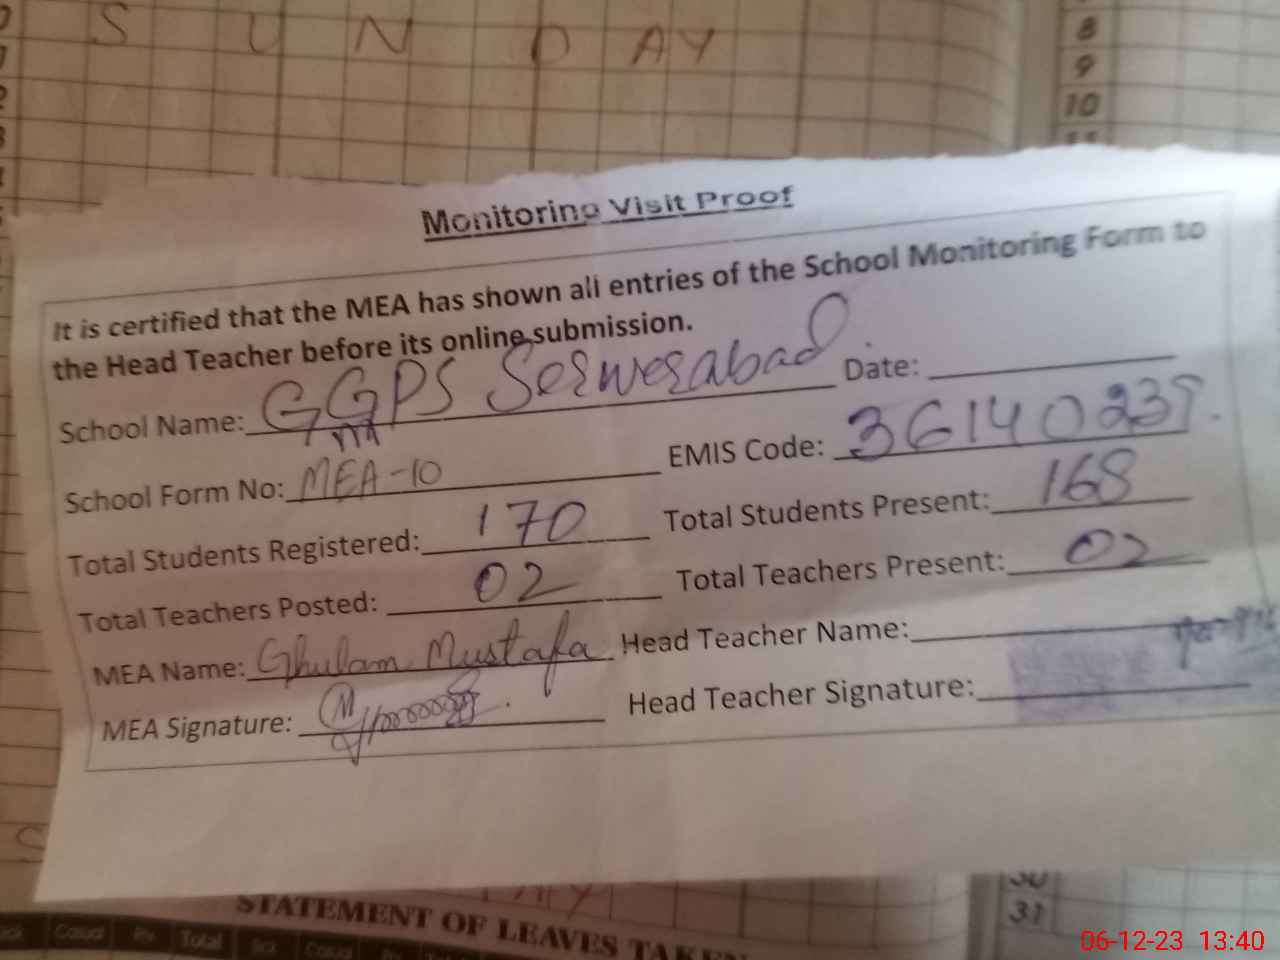 S U N D A Y
8
9
10
Monitoring Visit Proof
It is certified that the MEA has shown all entries of the School Monitoring Form to
the Head Teacher before its online submission.
School Name: GGPS Serwerabad Date:
School Form No: MEA-10 EMIS Code: 36140239
Total Students Registered: 170 Total Students Present: 168
Total Teachers Posted: 02 Total Teachers Present: 02
MEA Name: Ghulam Mustafa Head Teacher Name:
MEA Signature: Head Teacher Signature:
30
31
STATEMENT OF LEAVES TAKEN
Casual Total Casual
06-12-23 13:40